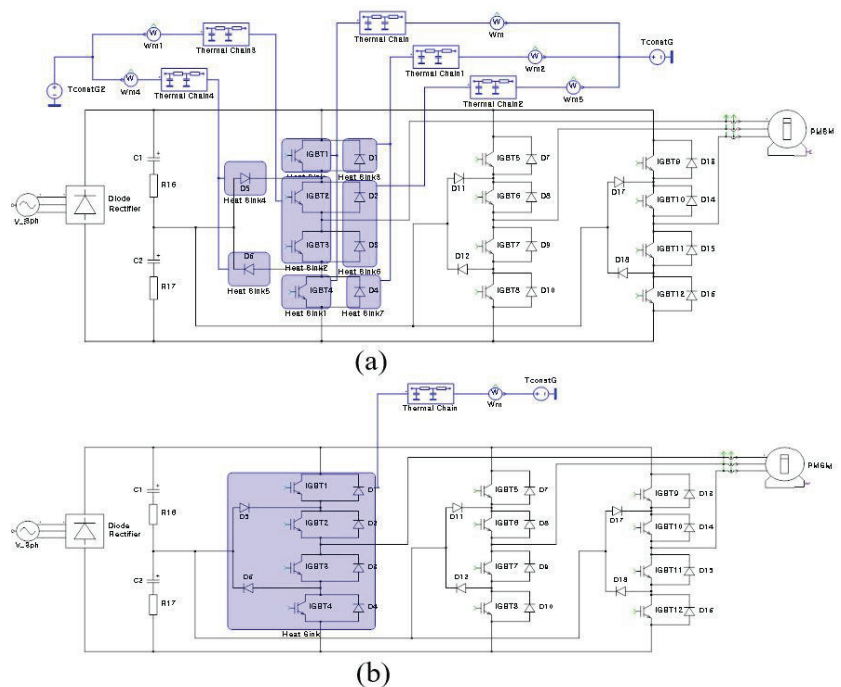 Thermal Chain
Wm
Wm1
Thermal Chain3
TconstG
Thermal Chain1
Wm2
TconstG2
Wm4
Thermal Chain4
Thermal Chain2
Wm5
PMSM
IGBT1
D1
Heat Sink3
C1
D5
Heat Sink4
IGBT2
D2
IGBT5
D7
IGBT9
D13
D11
D17
R16
IGBT6
D8
IGBT10
D14
V_3ph
Diode
Rectifier
C2
D6
Heat Sink5
IGBT3
D3
Heat Sink2
Heat Sink6
IGBT7
D9
IGBT11
D15
D12
D18
R17
IGBT4
D4
Heat Sink1
Heat Sink7
IGBT8
D10
IGBT12
D16
(a)
TconstG
Thermal Chain
Wm
PMSM
C1
IGBT1
D1
IGBT5
D7
IGBT9
D13
R16
D5
D11
D17
IGBT2
D2
IGBT6
D8
IGBT10
D14
V_3ph
Diode
Rectifier
C2
IGBT3
IGBT7
D9
IGBT11
D15
D6
D12
D18
R17
IGBT4
D4
D10
IGBT12
D16
Heat Sink
(b)